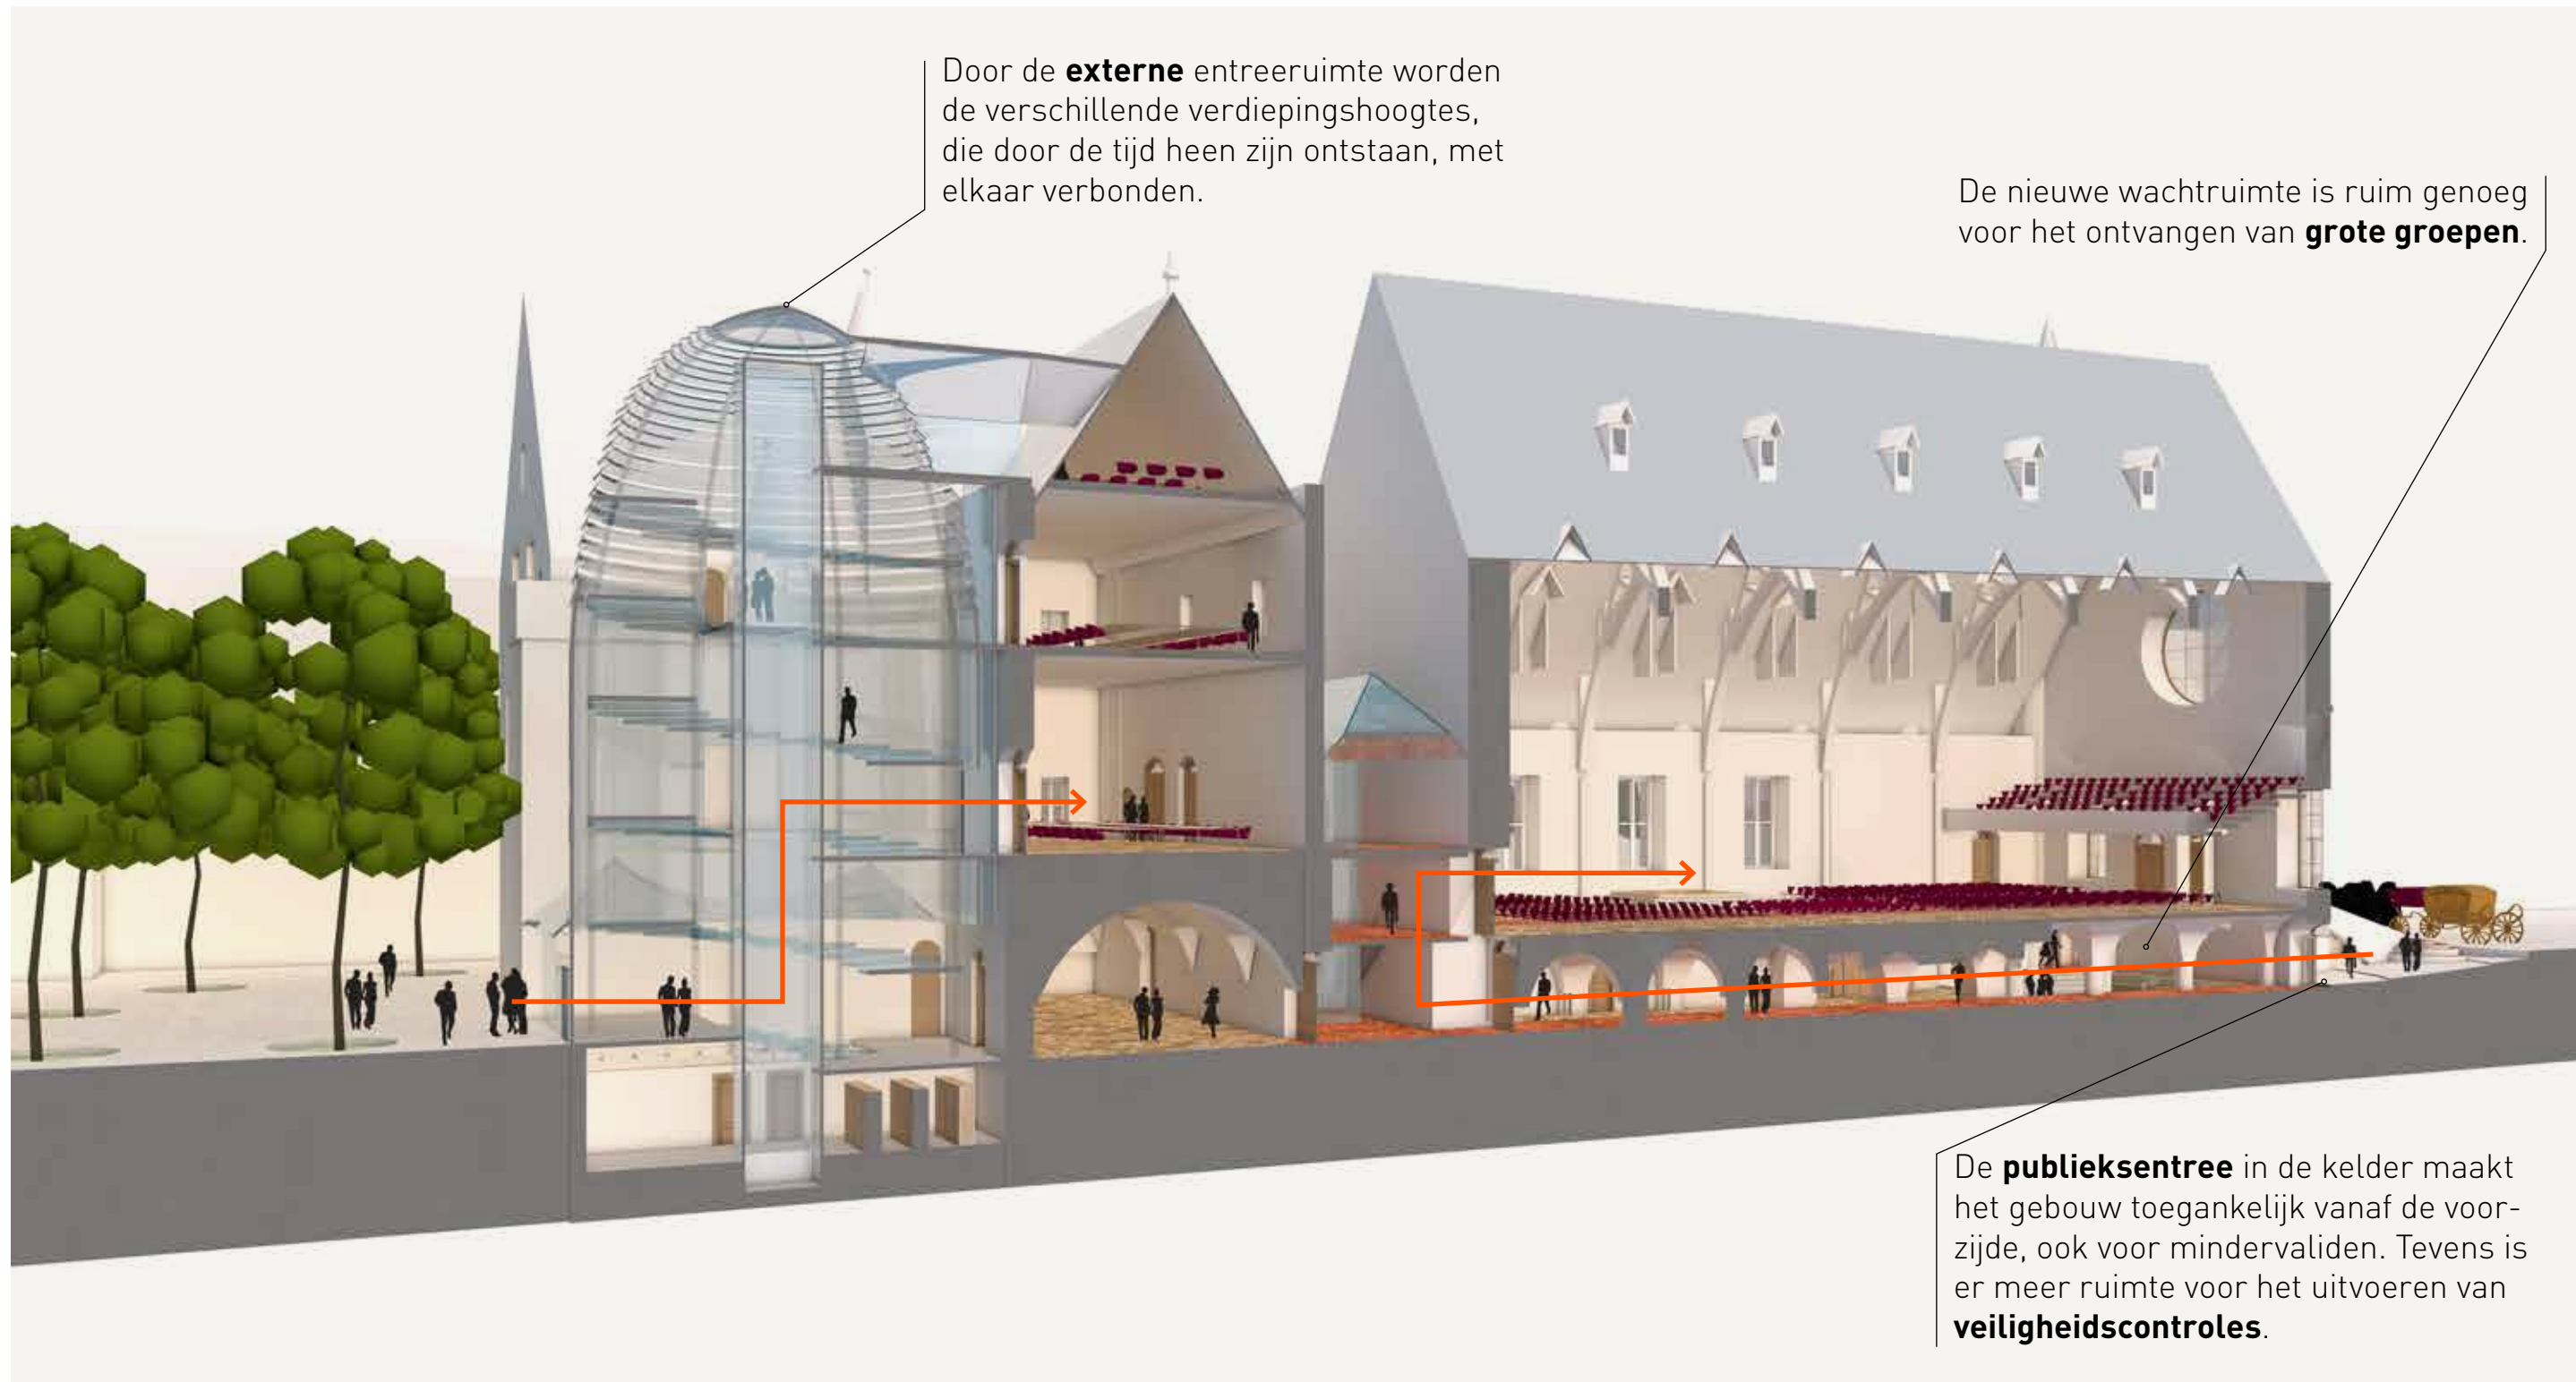 Door de externe entreeruimte worden
de verschillende verdiepingshoogtes,
die door de tijd heen zijn ontstaan, met
elkaar verbonden.
De nieuwe wachtruimte is ruim genoeg
voor het ontvangen van grote groepen.
De publieksentree in de kelder maakt
het gebouw toegankelijk vanaf de voor-
zijde, ook voor mindervaliden. Tevens is
er meer ruimte voor het uitvoeren van
veiligheidscontroles.